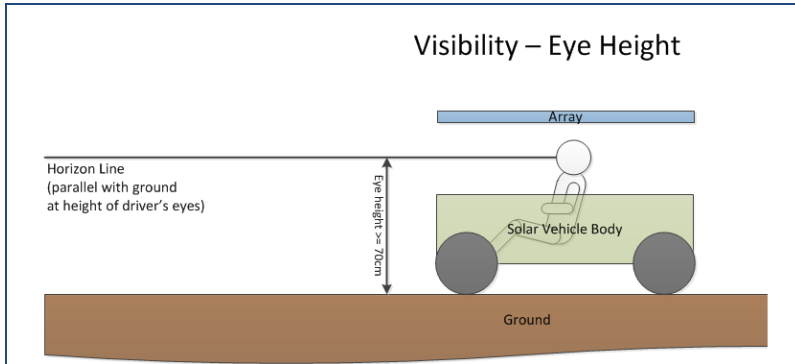 Visibility – Eye Height
Array
Horizon Line
(parallel with ground
at height of driver's eyes)
Eye height >= 70cm
Solar Vehicle Body
Ground